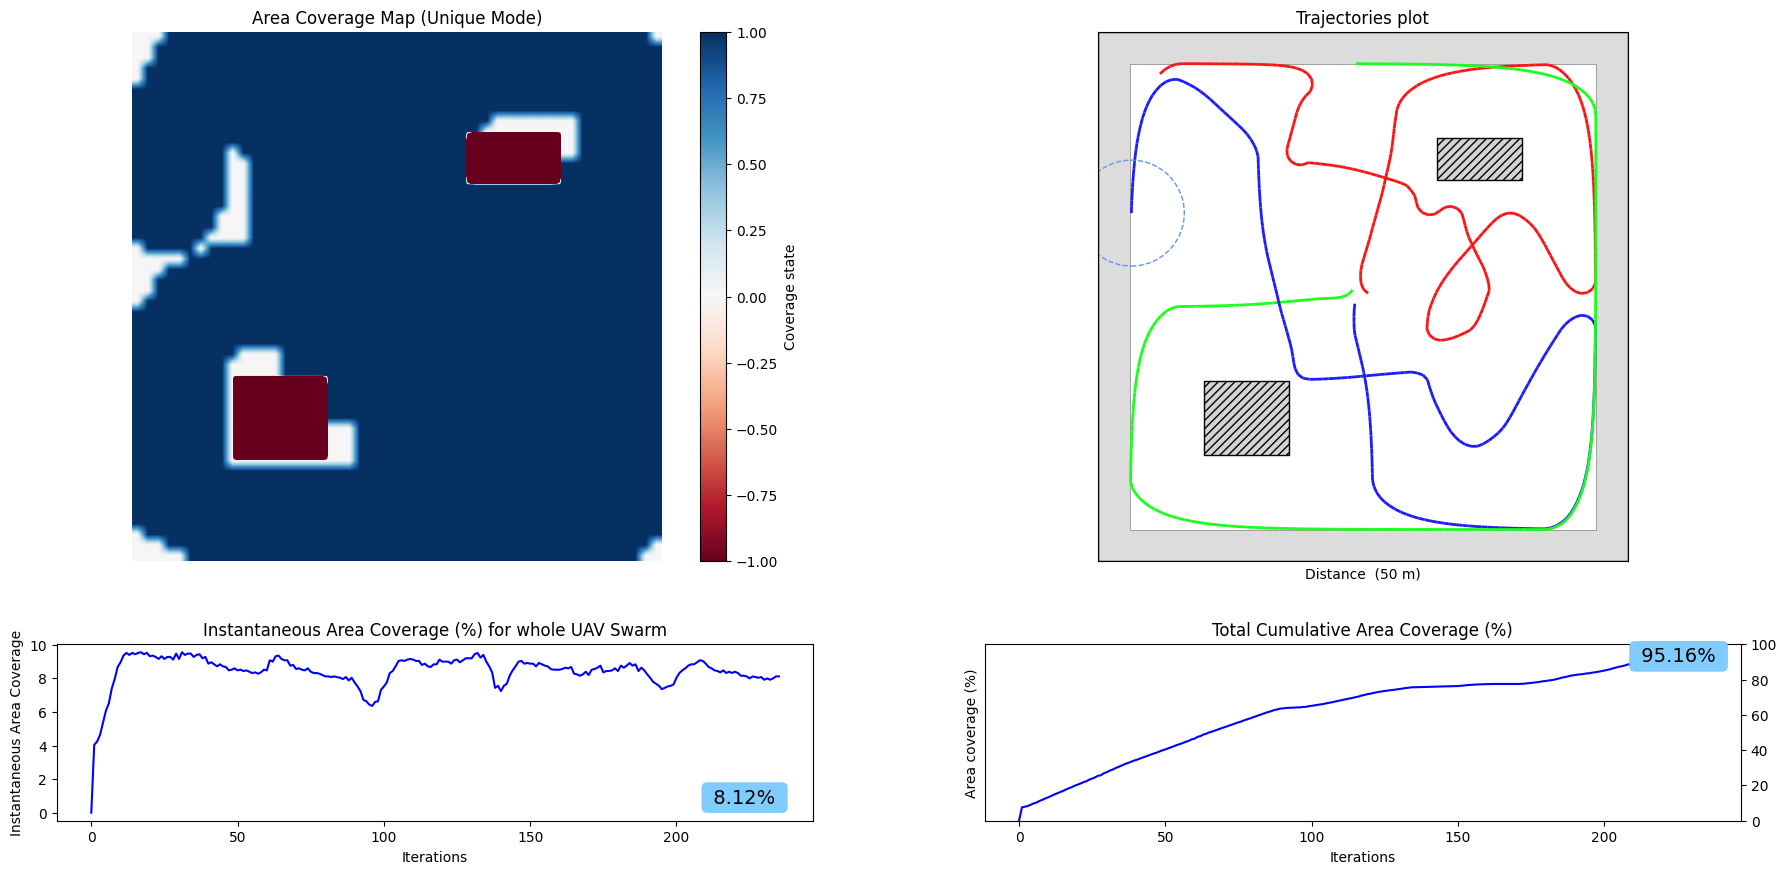 Area Coverage Map (Unique Mode)
1.00
0.75
0.50
0.25
0.00
−0.25
−0.50
−0.75
−1.00
Coverage state
Trajectories plot
Distance  (50 m)
Instantaneous Area Coverage (%) for whole UAV Swarm
Instantaneous Area Coverage
10
8
6
4
2
0
8.12%
0 50 100 150 200
Iterations
Total Cumulative Area Coverage (%)
Area coverage (%)
95.16%
100
80
60
40
20
0
0 50 100 150 200
Iterations